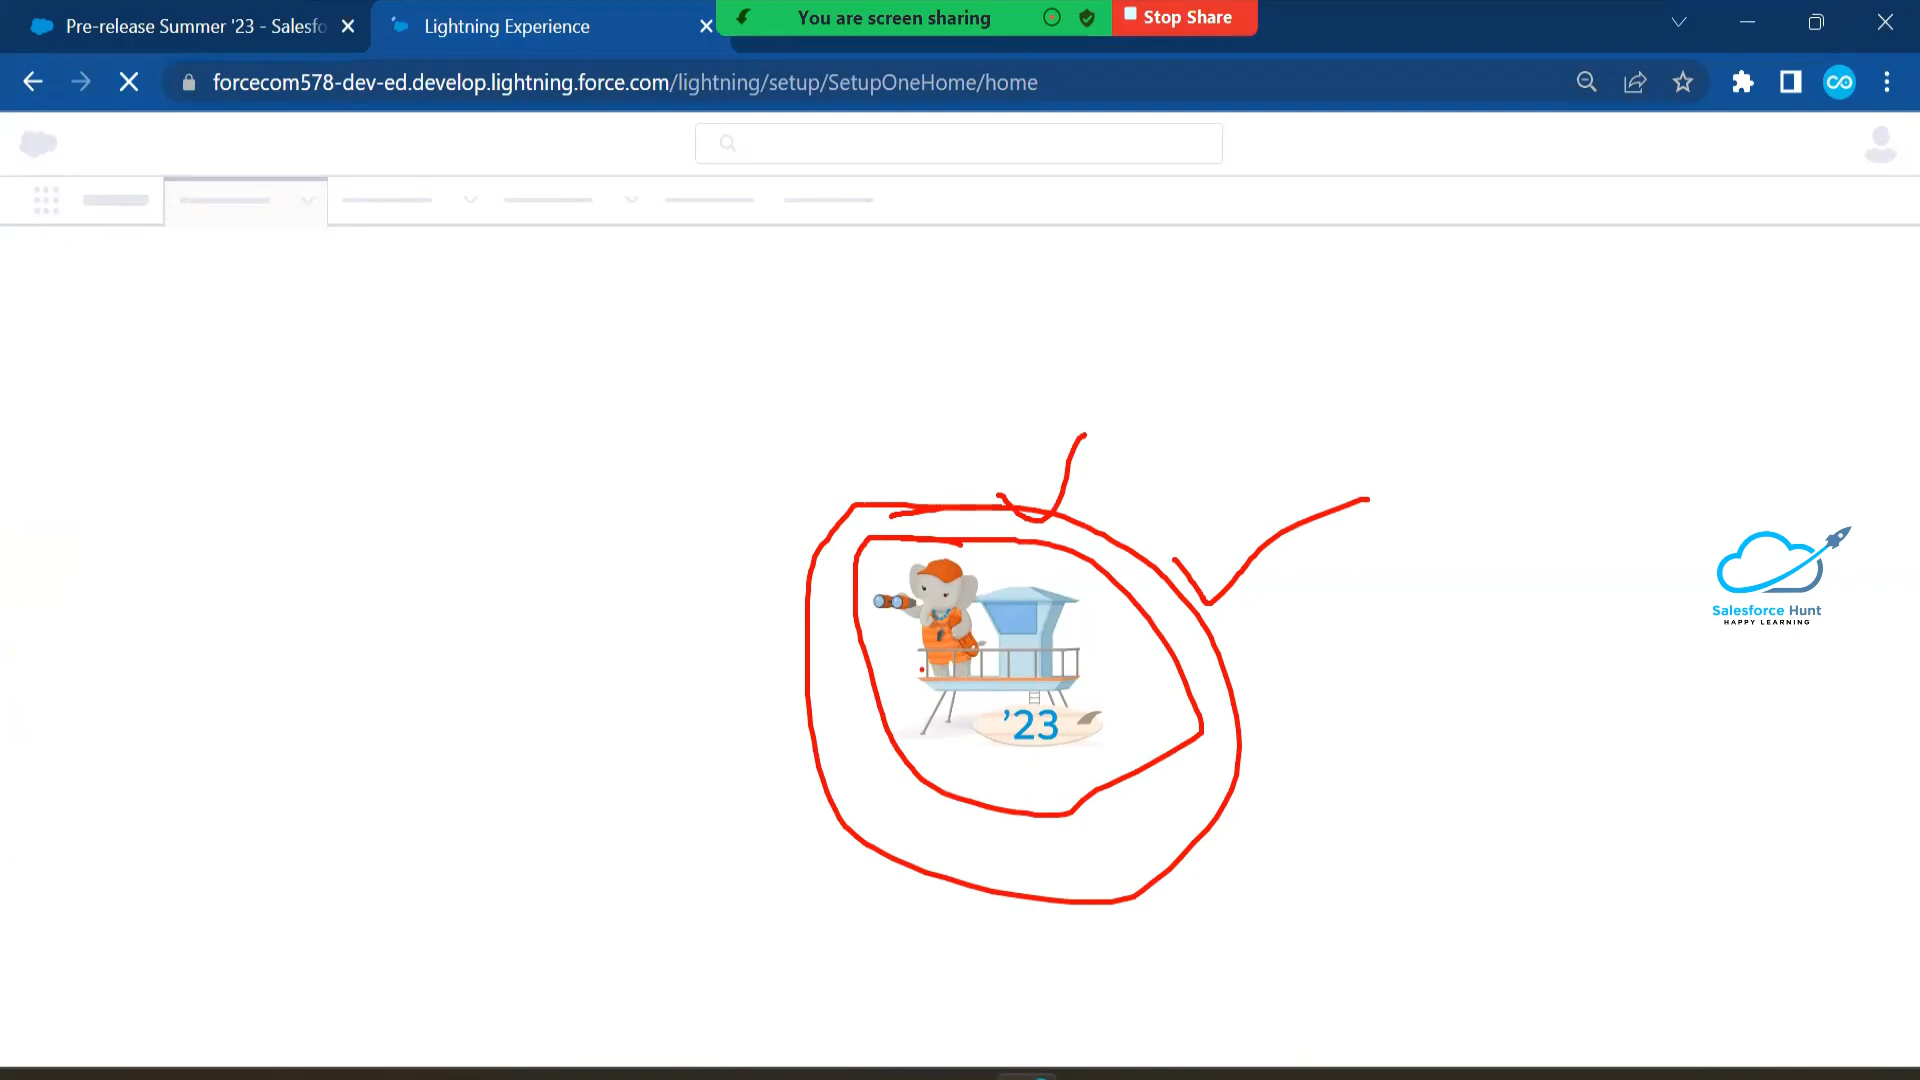 Pre-release Summer '23 - Salesfo
Lightning Experience
You are screen sharing
Stop Share
forcecom578-dev-ed.develop.lightning.force.com/lightning/setup/SetupOneHome/home
’23
Salesforce Hunt
HAPPY LEARNING